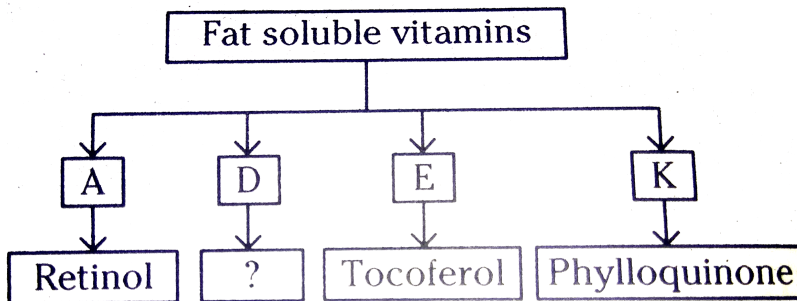 Fat soluble vitamins
A D E K
Retinol ? Tocoferol Phylloquinone